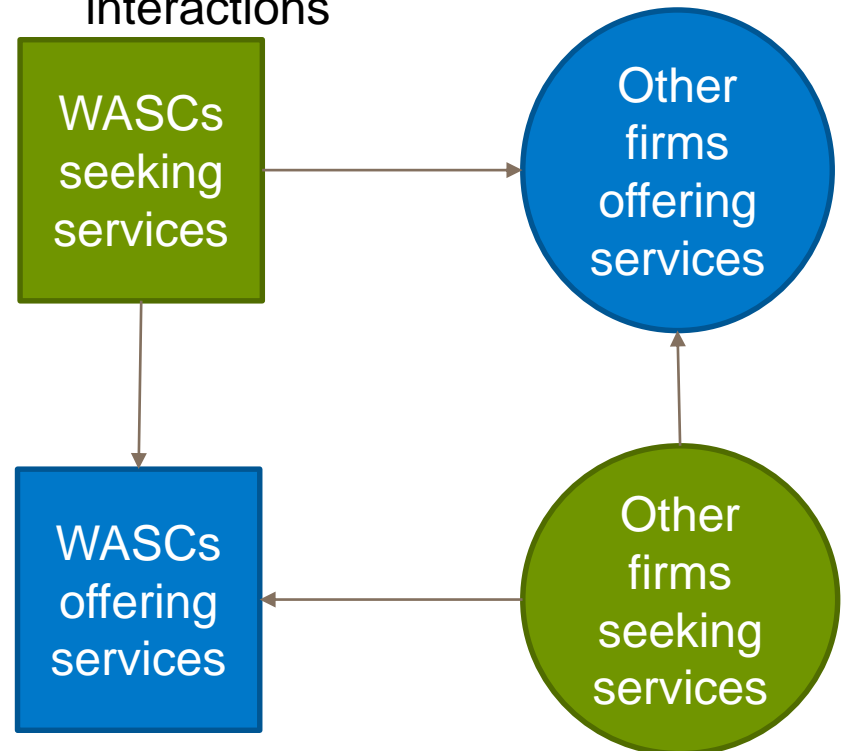 interactions
WASCs
seeking
services
Other
firms
offering
services
WASCs
offering
services
Other
firms
seeking
services